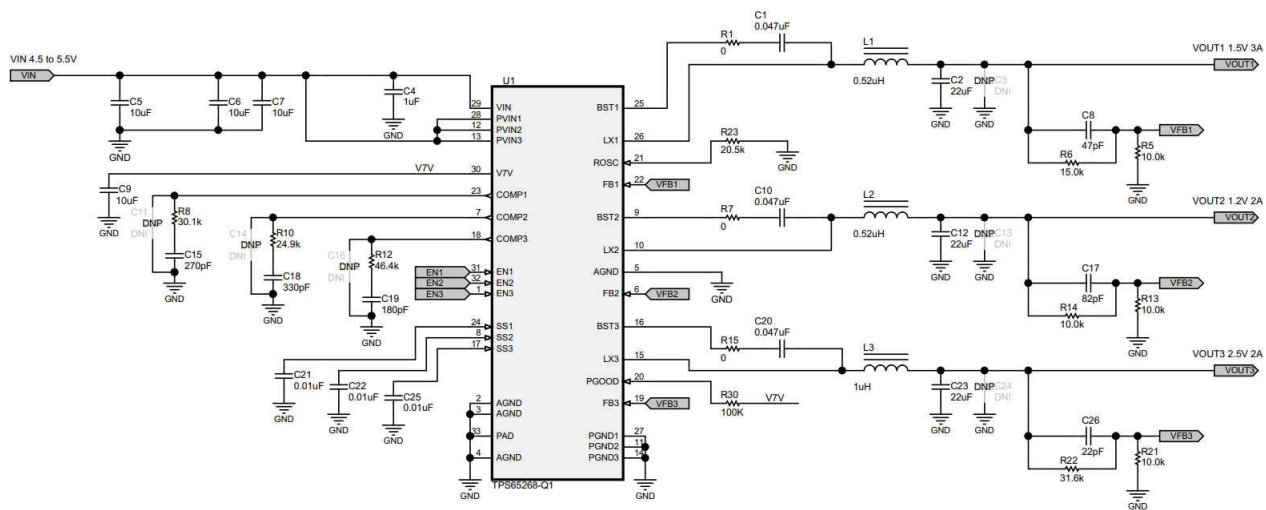 VIN 4.5 to 5.5V
VIN
C5
10uF
C6
10uF
C7
10uF
C4
1uF
GND
GND
U1
29
VIN
28
PVIN1
12
PVIN2
13
PVIN3
V7V
30
V7V
C9
10uF
GND
23
COMP1
7
COMP2
18
COMP3
C11
DNP
DNI
R8
30.1k
C15
270pF
GND
C14
DNP
DNI
R10
24.9k
C18
330pF
GND
C16
DNP
DNI
R12
46.4k
C19
180pF
GND
EN1
31
EN1
EN2
32
EN2
EN3
1
EN3
24
SS1
8
SS2
17
SS3
C21
0.01uF
GND
C22
0.01uF
GND
C25
0.01uF
GND
2
AGND
3
AGND
33
PAD
4
AGND
GND
TPS65268-Q1
BST1
25
LX1
26
ROSC
21
FB1
22
VFB1
BST2
9
LX2
10
AGND
5
GND
FB2
6
VFB2
BST3
16
LX3
15
PGOOD
20
FB3
19
VFB3
PGND1
27
PGND2
11
PGND3
14
GND
R1
0
C1
0.047uF
L1
0.52uH
C2
22uF
GND
DNP
C3
DNI
GND
VOUT1 1.5V 3A
VOUT1
C8
47pF
R6
15.0k
VFB1
R5
10.0k
GND
R23
20.5k
GND
R7
0
C10
0.047uF
L2
0.52uH
C12
22uF
GND
DNP
C13
DNI
GND
VOUT2 1.2V 2A
VOUT2
C17
82pF
R14
10.0k
VFB2
R13
10.0k
GND
R15
0
C20
0.047uF
L3
1uH
C23
22uF
GND
DNP
C24
DNI
GND
VOUT3 2.5V 2A
VOUT3
R30
100K
V7V
C26
22pF
R22
31.6k
VFB3
R21
10.0k
GND